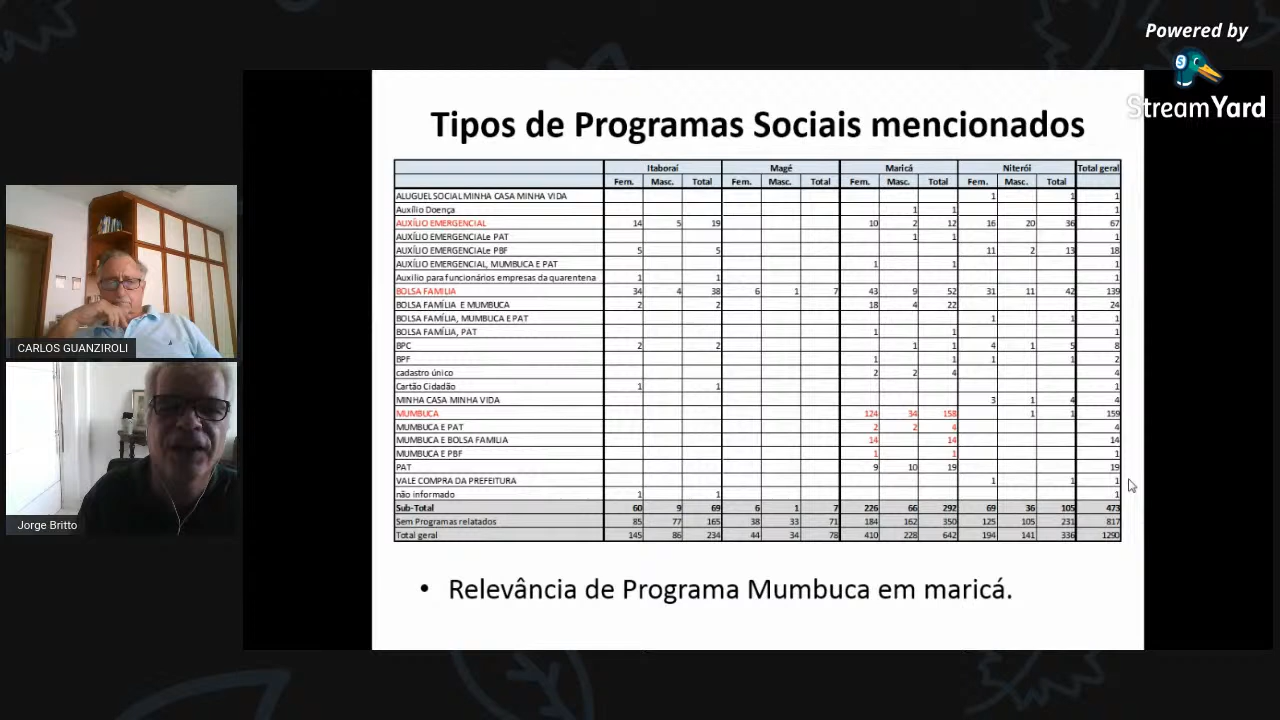 Powered by
StreamYard
Tipos de Programas Sociais mencionados
Itaboraí Magé Maricá Niterói Total geral
Fem. Masc. Total Fem. Masc. Total Fem. Masc. Total Fem. Masc. Total
ALUGUEL SOCIAL MINHA CASA MINHA VIDA 1 1 1
Auxílio Doença 1 1 1
AUXÍLIO EMERGENCIAL 14 5 19 10 2 12 16 20 36 67
AUXÍLIO EMERGENCIALe PAT 1 1 1
AUXÍLIO EMERGENCIALe PBF 5 5 11 2 13 18
AUXÍLIO EMERGENCIAL, MUMBUCA E PAT 1 1 1
Auxilio para funcionários empresas da quarentena 1 1 1
BOLSA FAMILIA 34 4 38 6 1 7 43 9 52 31 11 42 139
BOLSA FAMÍLIA E MUMBUCA 2 2 18 4 22 24
BOLSA FAMÍLIA, MUMBUCA E PAT 1 1 1
BOLSA FAMÍLIA, PAT 1 1 1
BPC 2 2 1 1 4 1 5 8
BPF 1 1 1 1 2
cadastro único 2 2 4 4
Cartão Cidadão 1 1 1
MINHA CASA MINHA VIDA 3 1 4 4
MUMBUCA 124 34 158 1 1 159
MUMBUCA E PAT 2 2 4 4
MUMBUCA E BOLSA FAMILIA 14 14 14
MUMBUCA E PBF 1 1 1
PAT 9 10 19 19
VALE COMPRA DA PREFEITURA 1 1 1
não informado 1 1 1
Sub-Total 60 9 69 6 1 7 226 66 292 69 36 105 473
Sem Programas relatados 85 77 165 38 33 71 184 162 350 125 105 231 817
Total geral 145 86 234 44 34 78 410 228 642 194 141 336 1290
• Relevância de Programa Mumbuca em maricá.
CARLOS GUANZIROLI
Jorge Britto